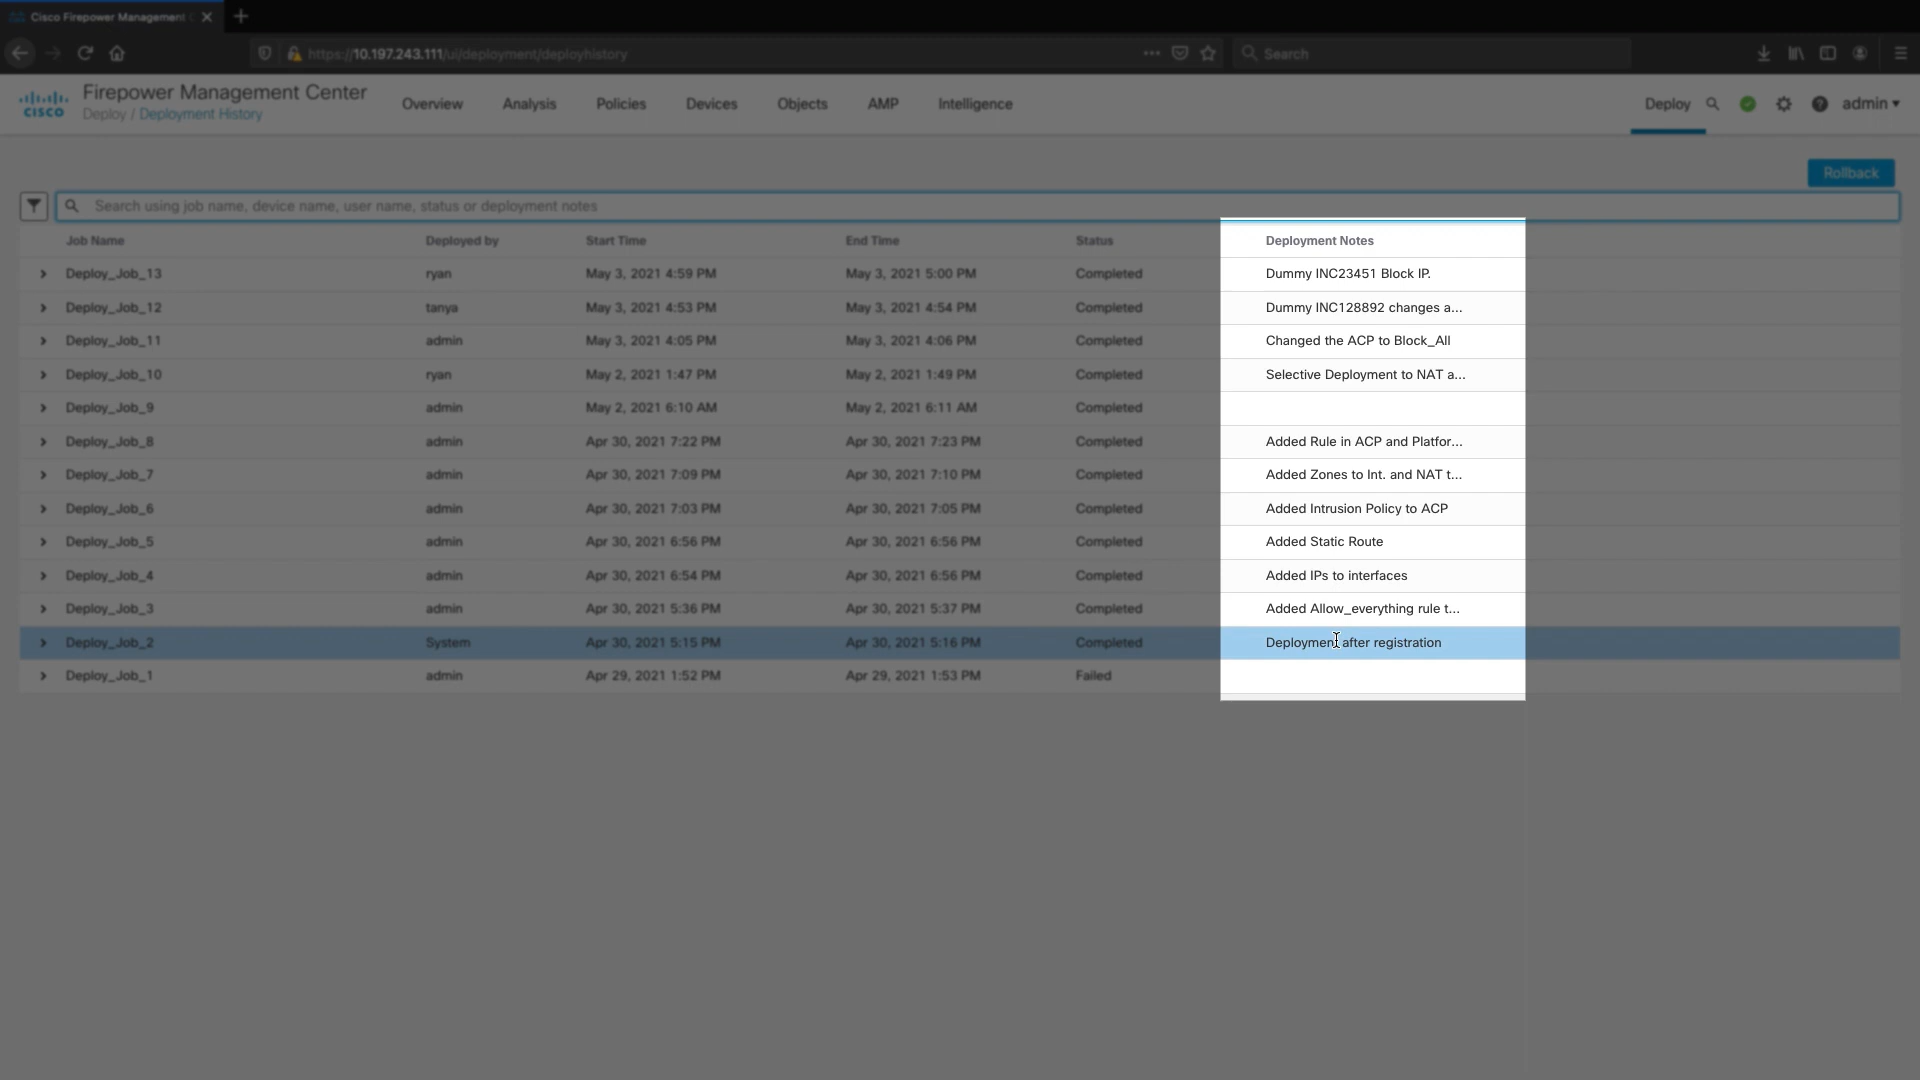 Cisco Firepower Management C
https://10.197.243.111/ui/deployment/deployhistory
Search
cisco
Firepower Management Center
Deploy / Deployment History
Overview Analysis Policies Devices Objects AMP Intelligence
Deploy admin
Rollback
Search using job name, device name, user name, status or deployment notes
Job Name Deployed by Start Time End Time Status Deployment Notes
Deploy_Job_13 ryan May 3, 2021 4:59 PM May 3, 2021 5:00 PM Completed Dummy INC23451 Block IP.
Deploy_Job_12 tanya May 3, 2021 4:53 PM May 3, 2021 4:54 PM Completed Dummy INC128892 changes a...
Deploy_Job_11 admin May 3, 2021 4:05 PM May 3, 2021 4:06 PM Completed Changed the ACP to Block_All
Deploy_Job_10 ryan May 2, 2021 1:47 PM May 2, 2021 1:49 PM Completed Selective Deployment to NAT a...
Deploy_Job_9 admin May 2, 2021 6:10 AM May 2, 2021 6:11 AM Completed
Deploy_Job_8 admin Apr 30, 2021 7:22 PM Apr 30, 2021 7:23 PM Completed Added Rule in ACP and Platfor...
Deploy_Job_7 admin Apr 30, 2021 7:09 PM Apr 30, 2021 7:10 PM Completed Added Zones to Int. and NAT t...
Deploy_Job_6 admin Apr 30, 2021 7:03 PM Apr 30, 2021 7:05 PM Completed Added Intrusion Policy to ACP
Deploy_Job_5 admin Apr 30, 2021 6:56 PM Apr 30, 2021 6:56 PM Completed Added Static Route
Deploy_Job_4 admin Apr 30, 2021 6:54 PM Apr 30, 2021 6:56 PM Completed Added IPs to interfaces
Deploy_Job_3 admin Apr 30, 2021 5:36 PM Apr 30, 2021 5:37 PM Completed Added Allow_everything rule t...
Deploy_Job_2 System Apr 30, 2021 5:15 PM Apr 30, 2021 5:16 PM Completed Deployment after registration
Deploy_Job_1 admin Apr 29, 2021 1:52 PM Apr 29, 2021 1:53 PM Failed